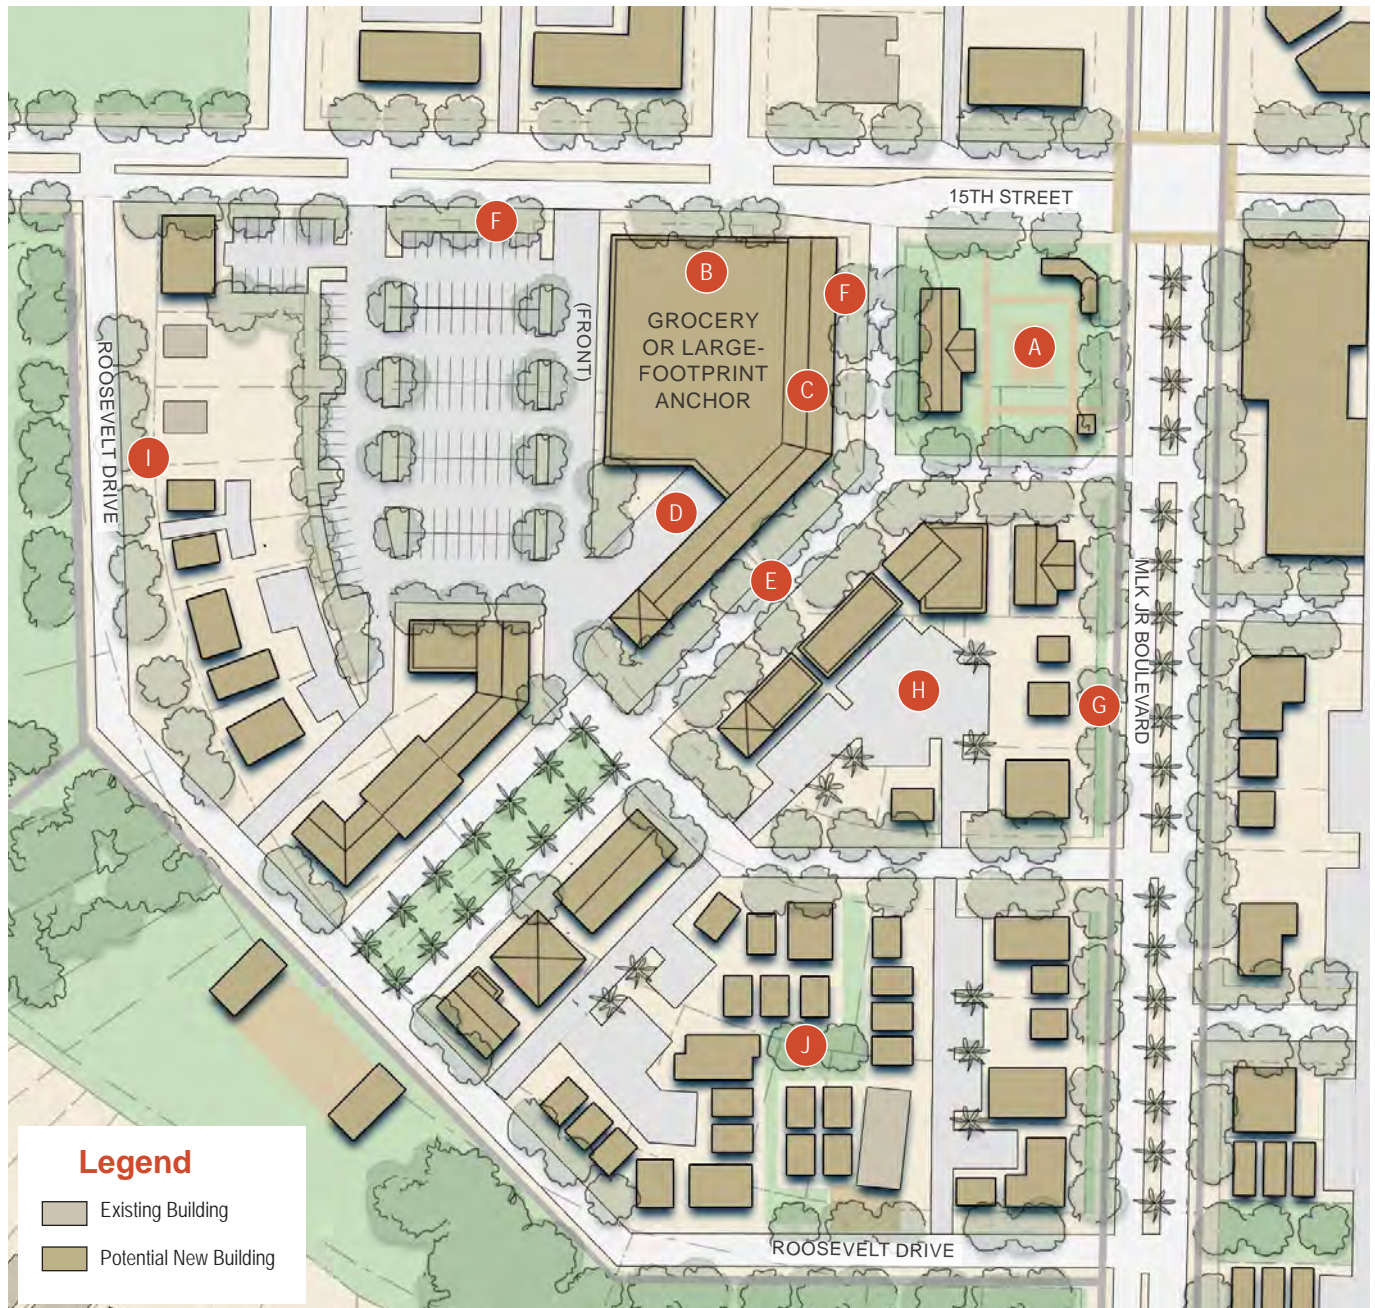 15TH STREET
F
B
F
(FRONT)
GROCERY
OR LARGE-
FOOTPRINT
ANCHOR
A
C
ROOSEVELT DRIVE
I
D
E
MLK JR BOULEVARD
H
G
J
ROOSEVELT DRIVE
Legend
Existing Building
Potential New Building